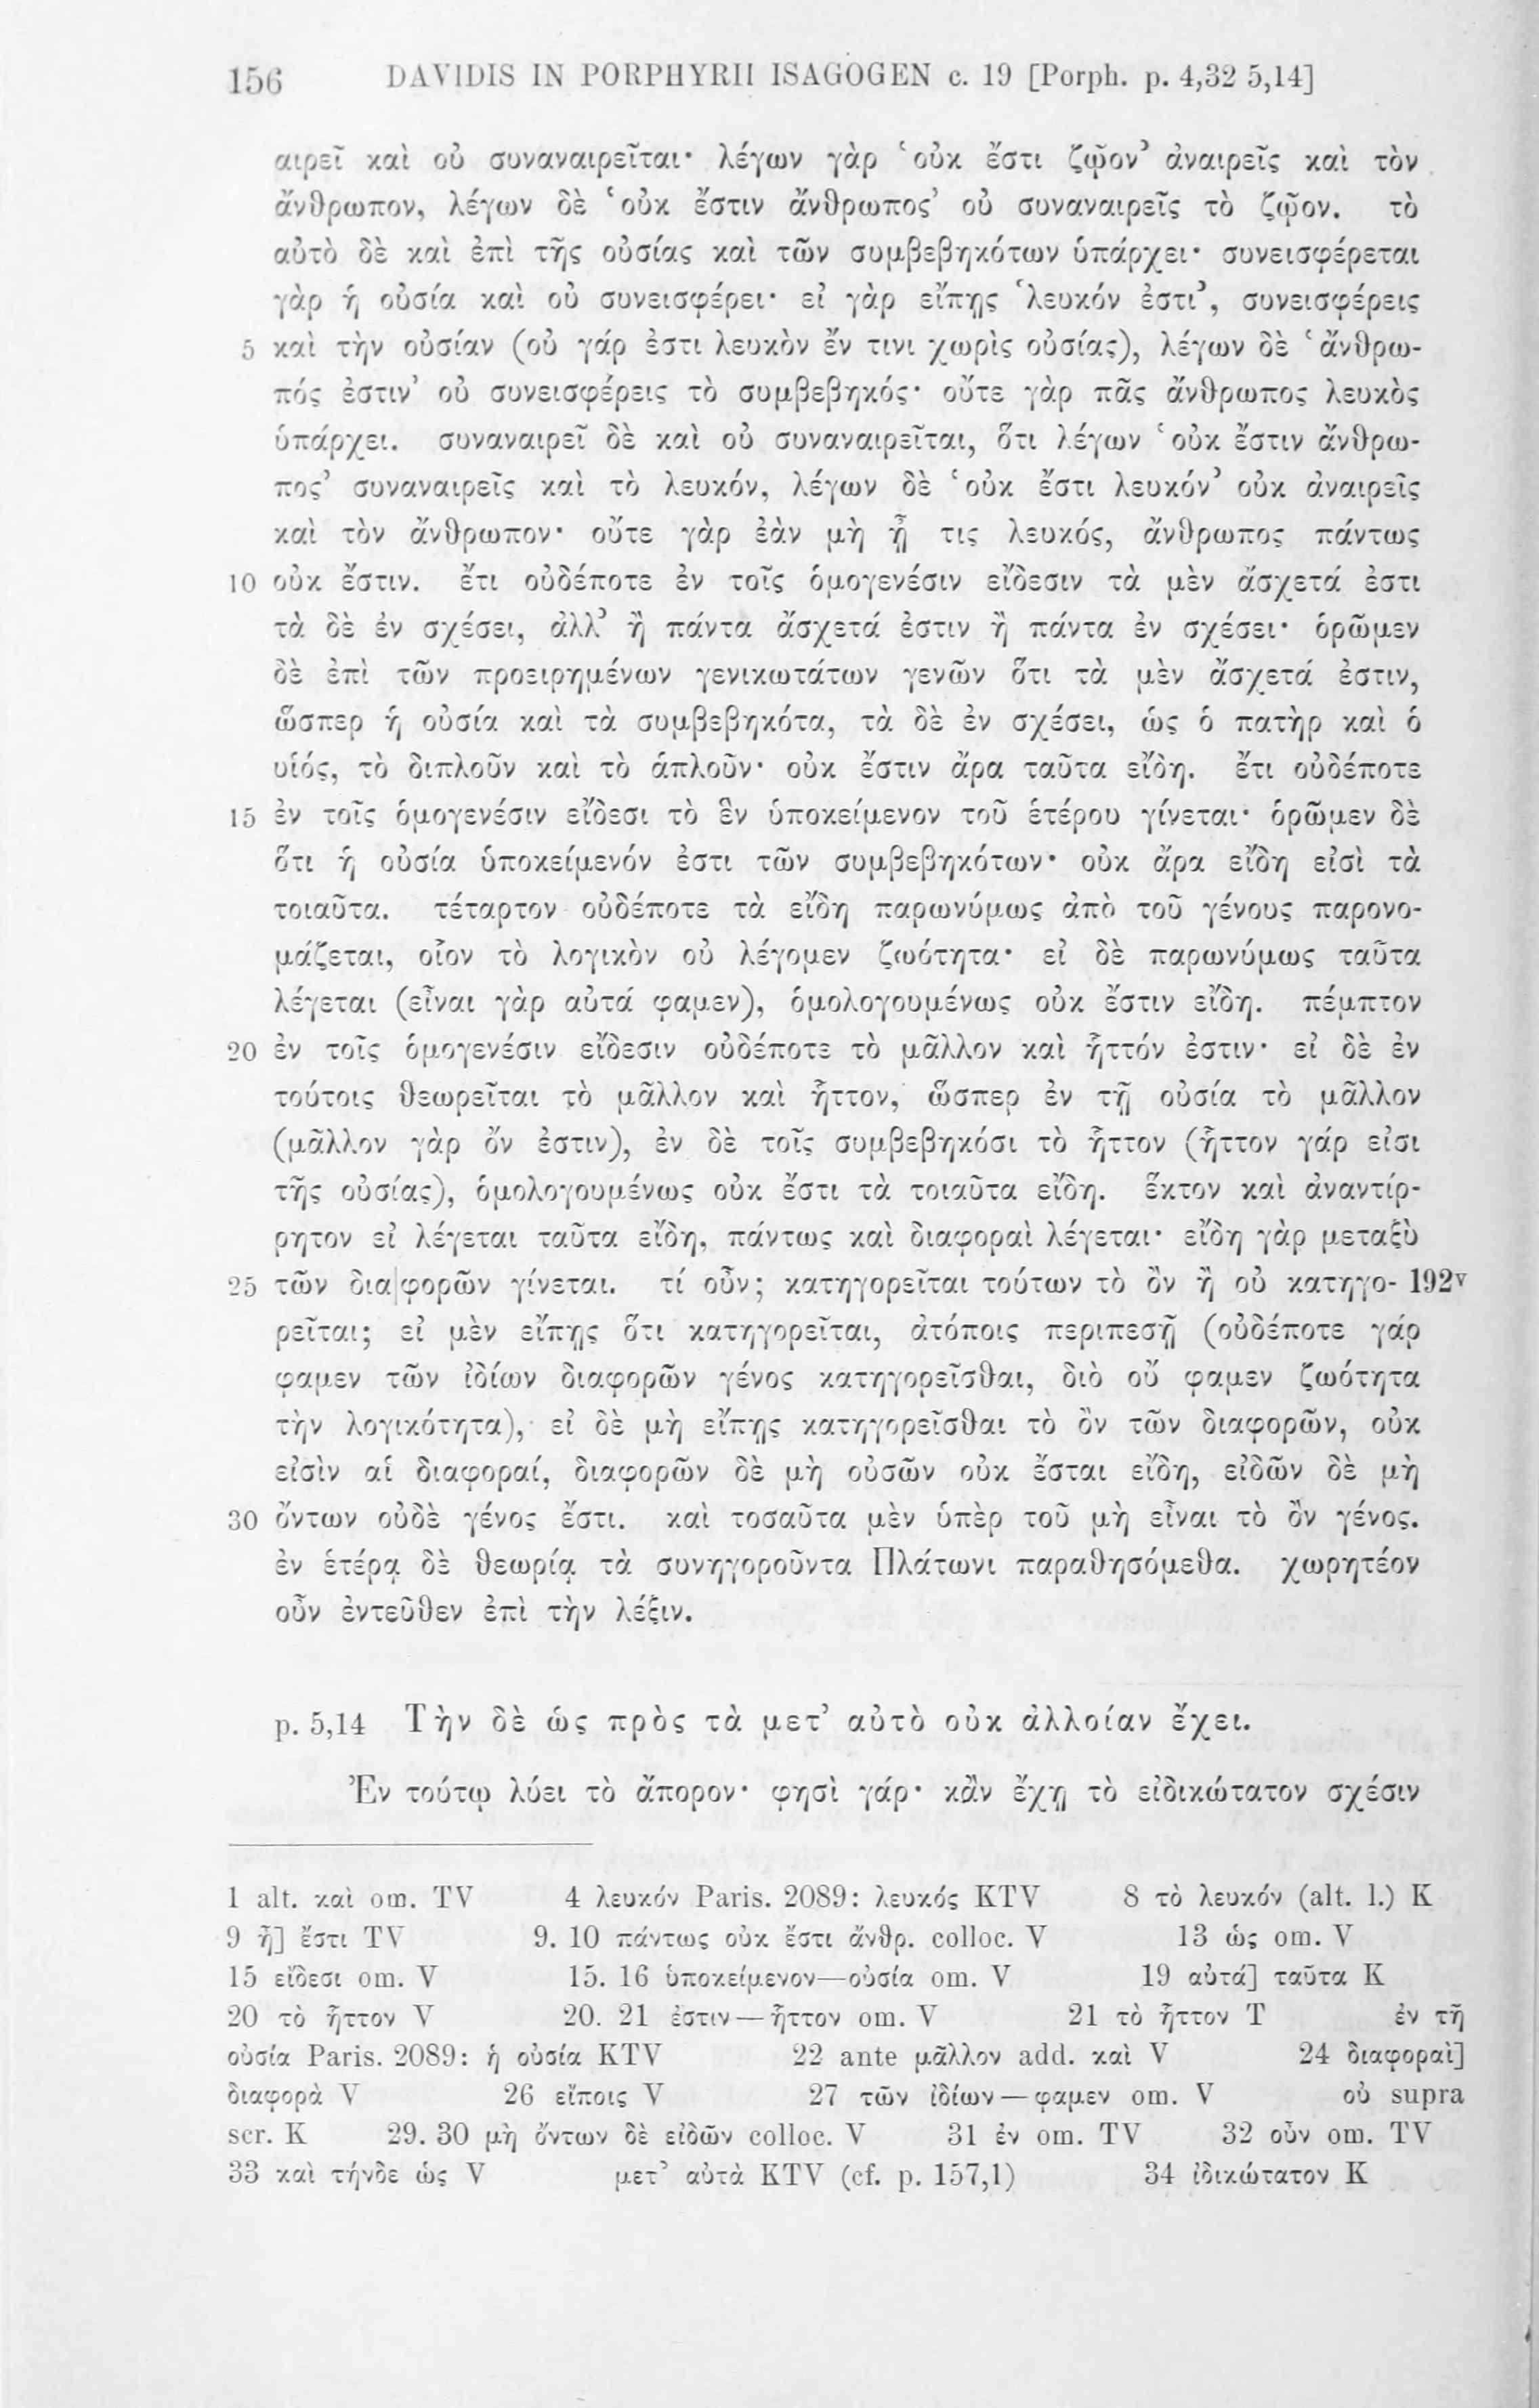 156 DAVIDIS IN PORPHYRII ISAGOGEN c. 19 [Porph. p. 4,32 5,14]
αιρεῖ καὶ οὐ συναναιρεῖται· λέγων γὰρ ‘οὐκ ἔστι ζῷον’ ἀναιρεῖς καὶ τὸν
ἄνθρωπον, λέγων δὲ ‘οὐκ ἔστιν ἄνθρωπος’ οὐ συναναιρεῖς τὸ ζῷον. τὸ
αὐτὸ δὲ καὶ ἐπὶ τῆς οὐσίας καὶ τῶν συμβεβηκότων ὑπάρχει· συνεισφέρεται
γὰρ ἡ οὐσία καὶ οὐ συνεισφέρει· εἰ γὰρ εἴπῃς ‘λευκόν ἐστι’, συνεισφέρεις
5 καὶ τὴν οὐσίαν (οὐ γάρ ἐστι λευκὸν ἔν τινι χωρὶς οὐσίας), λέγων δὲ ‘ἄνθρω-
πός ἐστιν’ οὐ συνεισφέρεις τὸ συμβεβηκός· οὔτε γὰρ πᾶς ἄνθρωπος λευκὸς
ὑπάρχει. συναναιρεῖ δὲ καὶ οὐ συναναιρεῖται, ὅτι λέγων ‘οὐκ ἔστιν ἄνθρω-
πος’ συναναιρεῖς καὶ τὸ λευκόν, λέγων δὲ ‘οὐκ ἔστι λευκόν’ οὐκ ἀναιρεῖς
καὶ τὸν ἄνθρωπον· οὔτε γὰρ ἐὰν μὴ ᾖ τις λευκός, ἄνθρωπος πάντως
10 οὐκ ἔστιν. ἔτι οὐδέποτε ἐν τοῖς ὁμογενέσιν εἴδεσιν τὰ μὲν ἄσχετά ἐστι
τὰ δὲ ἐν σχέσει, ἀλλ’ ἢ πάντα ἄσχετά ἐστιν ἢ πάντα ἐν σχέσει· ὁρῶμεν
δὲ ἐπὶ τῶν προειρημένων γενικωτάτων γενῶν ὅτι τὰ μὲν ἄσχετά ἐστιν,
ὥσπερ ἡ οὐσία καὶ τὰ συμβεβηκότα, τὰ δὲ ἐν σχέσει, ὡς ὁ πατὴρ καὶ ὁ
υἱός, τὸ διπλοῦν καὶ τὸ ἁπλοῦν· οὐκ ἔστιν ἄρα ταῦτα εἴδη. ἔτι οὐδέποτε
15 ἐν τοῖς ὁμογενέσιν εἴδεσι τὸ ἓν ὑποκείμενον τοῦ ἑτέρου γίνεται· ὁρῶμεν δὲ
ὅτι ἡ οὐσία ὑποκείμενόν ἐστι τῶν συμβεβηκότων· οὐκ ἄρα εἴδη εἰσὶ τὰ
τοιαῦτα. τέταρτον οὐδέποτε τὰ εἴδη παρωνύμως ἀπὸ τοῦ γένους παρονο-
μάζεται, οἷον τὸ λογικὸν οὐ λέγομεν ζωότητα· εἰ δὲ παρωνύμως ταῦτα
λέγεται (εἶναι γὰρ αὐτά φαμεν), ὁμολογουμένως οὐκ ἔστιν εἴδη. πέμπτον
20 ἐν τοῖς ὁμογενέσιν εἴδεσιν οὐδέποτε τὸ μᾶλλον καὶ ἧττόν ἐστιν· εἰ δὲ ἐν
τούτοις θεωρεῖται τὸ μᾶλλον καὶ ἧττον, ὥσπερ ἐν τῇ οὐσίᾳ τὸ μᾶλλον
(μᾶλλον γὰρ ὄν ἐστιν), ἐν δὲ τοῖς συμβεβηκόσι τὸ ἧττον (ἧττον γάρ εἰσι
τῆς οὐσίας), ὁμολογουμένως οὐκ ἔστι τὰ τοιαῦτα εἴδη. ἕκτον καὶ ἀναντίρ-
ρητον εἰ λέγεται ταῦτα εἴδη, πάντως καὶ διαφοραὶ λέγεται· εἴδη γὰρ μεταξὺ
25 τῶν δια|φορῶν γίνεται. τί οὖν; κατηγορεῖται τούτων τὸ ὂν ἢ οὐ κατηγο- 192v
ρεῖται; εἰ μὲν εἴπῃς ὅτι κατηγορεῖται, ἀτόποις περιπεσῇ (οὐδέποτε γάρ
φαμεν τῶν ἰδίων διαφορῶν γένος κατηγορεῖσθαι, διὸ οὔ φαμεν ζωότητα
τὴν λογικότητα), εἰ δὲ μὴ εἴπῃς κατηγορεῖσθαι τὸ ὂν τῶν διαφορῶν, οὐκ
εἰσὶν αἱ διαφοραί, διαφορῶν δὲ μὴ οὐσῶν οὐκ ἔσται εἴδη, εἰδῶν δὲ μὴ
30 ὄντων οὐδὲ γένος ἔστι. καὶ τοσαῦτα μὲν ὑπὲρ τοῦ μὴ εἶναι τὸ ὂν γένος.
ἐν ἑτέρᾳ δὲ θεωρίᾳ τὰ συνηγοροῦντα Πλάτωνι παραθησόμεθα. χωρητέον
οὖν ἐντεῦθεν ἐπὶ τὴν λέξιν.
p. 5,14 Τὴν δὲ ὡς πρὸς τὰ μετ’ αὐτὸ οὐκ ἀλλοίαν ἔχει.
Ἐν τούτῳ λύει τὸ ἄπορον· φησὶ γάρ· κἂν ἔχῃ τὸ εἰδικώτατον σχέσιν
1 alt. καὶ om. TV 4 λευκόν Paris. 2089: λευκός KTV 8 τὸ λευκόν (alt. l.) K
9 ᾖ] ἔστι TV 9. 10 πάντως οὐκ ἔστι ἄνθρ. colloc. V 13 ὡς om. V
15 εἴδεσι om. V 15. 16 ὑποκείμενον—οὐσία om. V 19 αὐτά] ταῦτα K
20 τὸ ἧττον V 20. 21 ἐστιν—ἧττον om. V 21 τὸ ἧττον T ἐν τῇ
οὐσίᾳ Paris. 2089: ἡ οὐσία KTV 22 ante μᾶλλον add. καὶ V 24 διαφοραὶ]
διαφορὰ V 26 εἴποις V 27 τῶν ἰδίων—φαμεν om. V οὐ supra
scr. K 29. 30 μὴ ὄντων δὲ εἰδῶν colloc. V 31 ἐν om. TV 32 οὖν om. TV
33 καὶ τήνδε ὡς V μετ’ αὐτὰ KTV (cf. p. 157,1) 34 ἰδικώτατον K